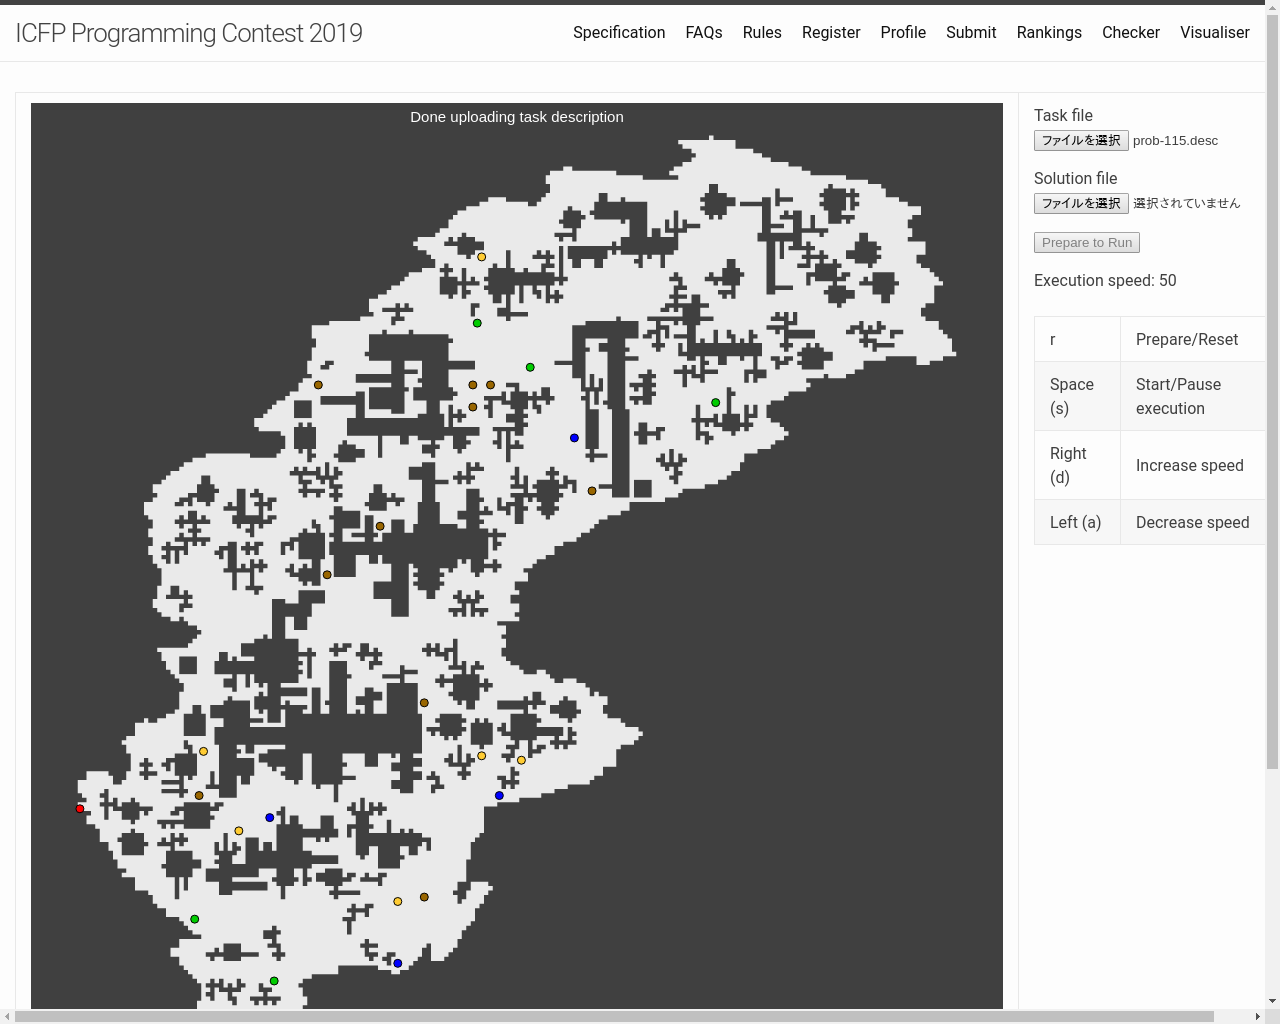 ICFP Programming Contest 2019
Specification FAQs Rules Register Profile Submit Rankings Checker Visualiser
Done uploading task description
Task file
ファイルを選択 prob-115.desc
Solution file
ファイルを選択 選択されていません
Prepare to Run
Execution speed: 50
r Prepare/Reset
Space (s) Start/Pause execution
Right (d) Increase speed
Left (a) Decrease speed